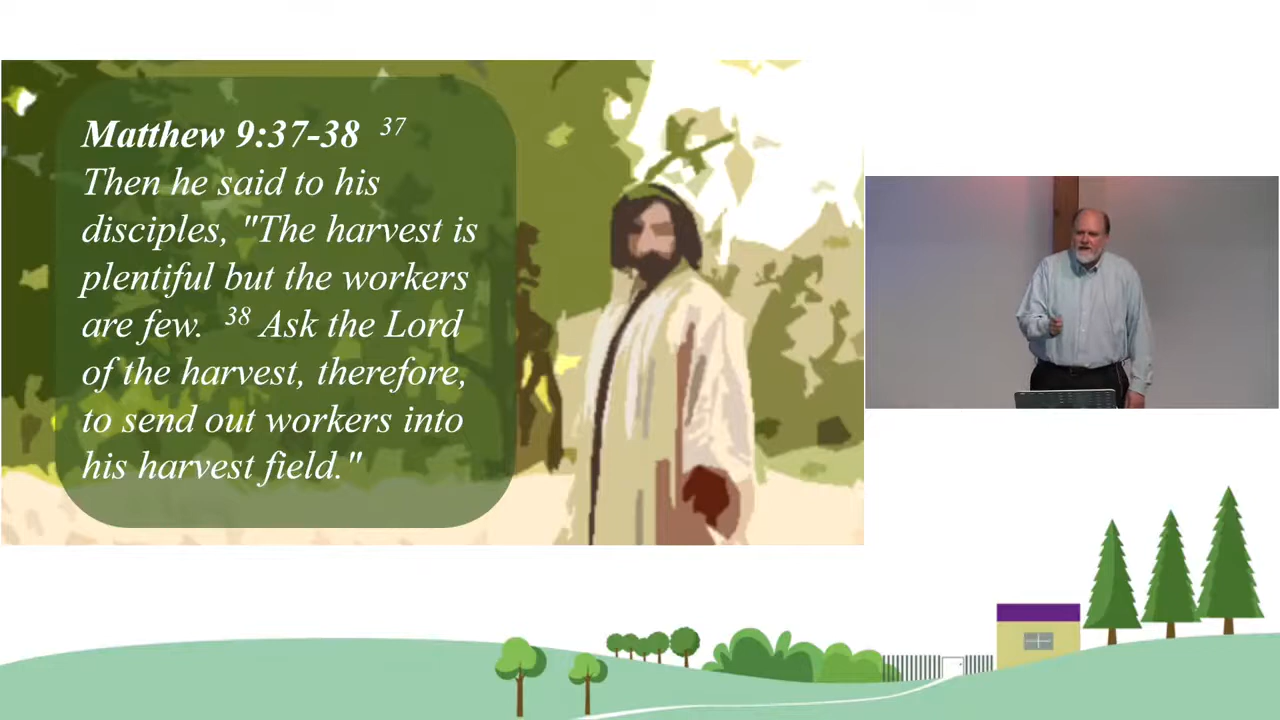 Matthew 9:37-38 37
Then he said to his
disciples, "The harvest is
plentiful but the workers
are few. 38 Ask the Lord
of the harvest, therefore,
to send out workers into
his harvest field."